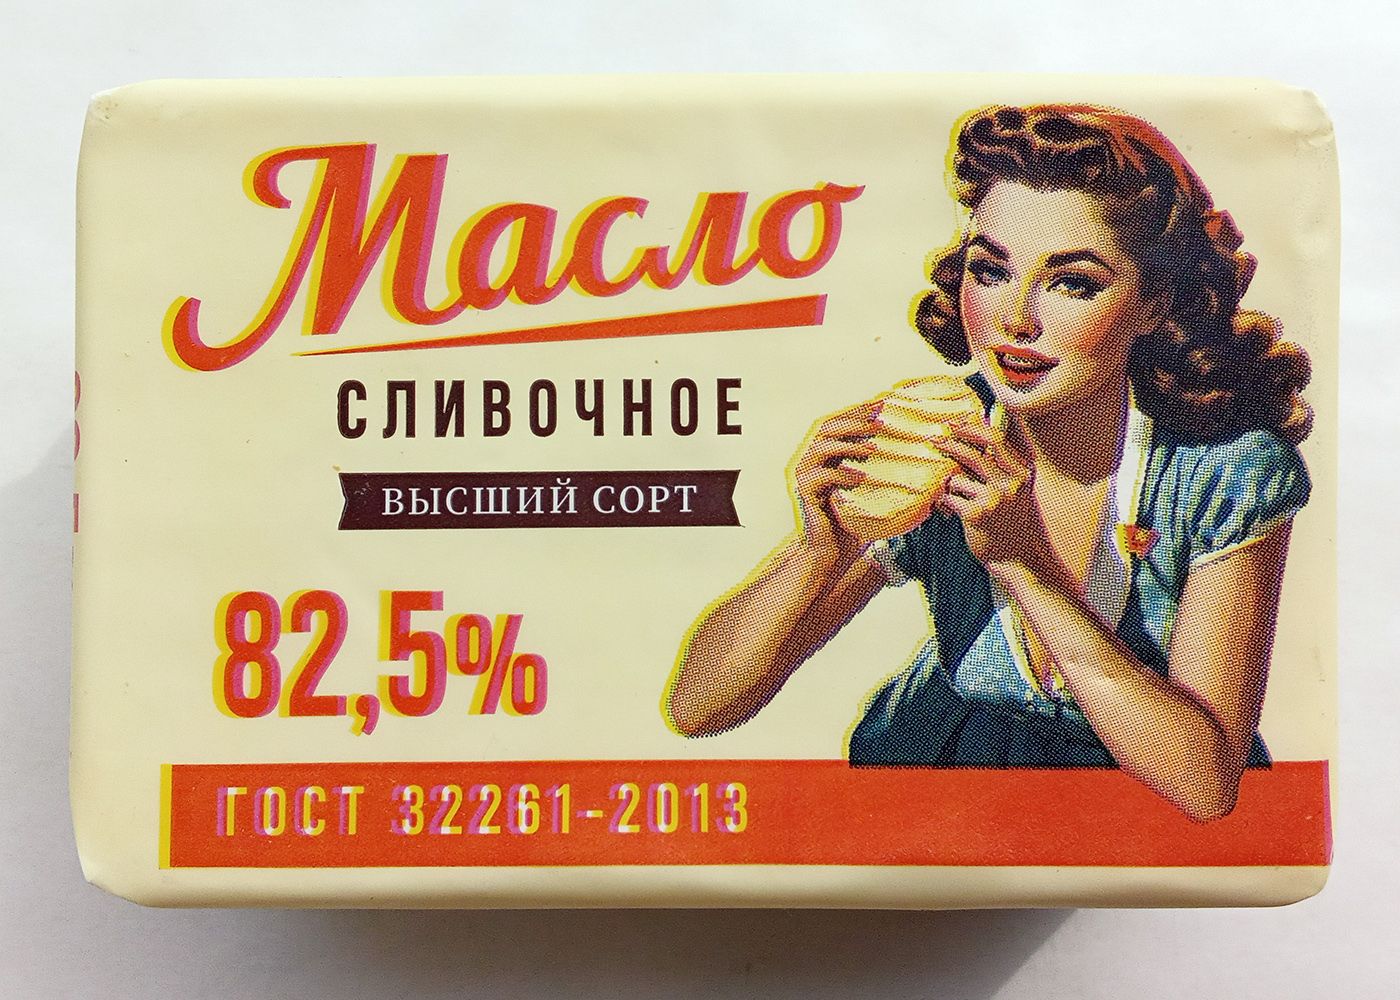 Масло
СЛИВОЧНОЕ
ВЫСШИЙ СОРТ
82,5%
ГОСТ 32261-2013